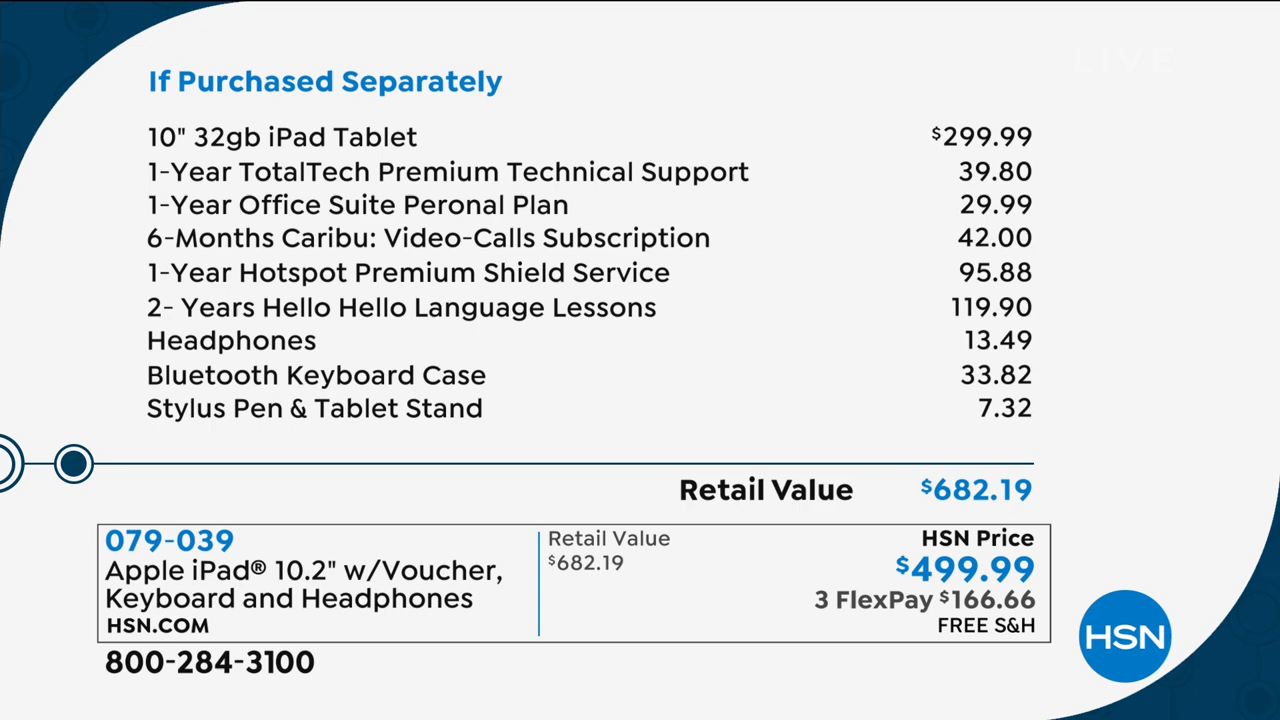 LIVE
If Purchased Separately
10" 32gb iPad Tablet $299.99
1-Year TotalTech Premium Technical Support 39.80
1-Year Office Suite Peronal Plan 29.99
6-Months Caribu: Video-Calls Subscription 42.00
1-Year Hotspot Premium Shield Service 95.88
2- Years Hello Hello Language Lessons 119.90
Headphones 13.49
Bluetooth Keyboard Case 33.82
Stylus Pen & Tablet Stand 7.32
Retail Value $682.19
079-039
Apple iPad® 10.2" w/Voucher,
Keyboard and Headphones
HSN.COM
Retail Value
$682.19
HSN Price
$499.99
3 FlexPay $166.66
FREE S&H
800-284-3100
HSN